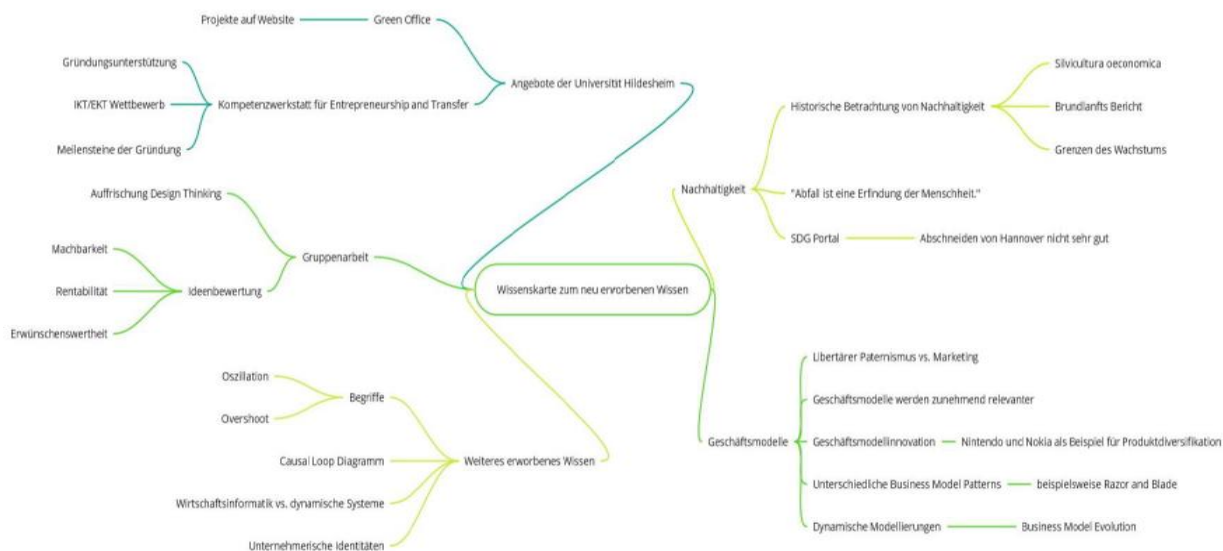 Projekte auf Website
Green Office
Gründungsunterstützung
IKT/EKT Wettbewerb
Kompetenzwerkstatt für Entrepreneurship and Transfer
Meilensteine der Gründung
Angebote der Universität Hildesheim
Auffrischung Design Thinking
Machbarkeit
Rentabilität
Ideenbewertung
Erwünschenswertheit
Gruppenarbeit
Wissenskarte zum neu ervorbenen Wissen
Oszillation
Begriffe
Overshoot
Causal Loop Diagramm
Weiteres erworbenes Wissen
Wirtschaftsinformatik vs. dynamische Systeme
Unternehmerische Identitäten
Nachhaltigkeit
Historische Betrachtung von Nachhaltigkeit
Silvicultura oeconomica
Brundlanfts Bericht
Grenzen des Wachstums
"Abfall ist eine Erfindung der Menschheit."
SDG Portal
Abschneiden von Hannover nicht sehr gut
Geschäftsmodelle
Libertärer Paternismus vs. Marketing
Geschäftsmodelle werden zunehmend relevanter
Geschäftsmodellinnovation
Nintendo und Nokia als Beispiel für Produktdiversifikation
Unterschiedliche Business Model Patterns
beispielsweise Razor and Blade
Dynamische Modellierungen
Business Model Evolution